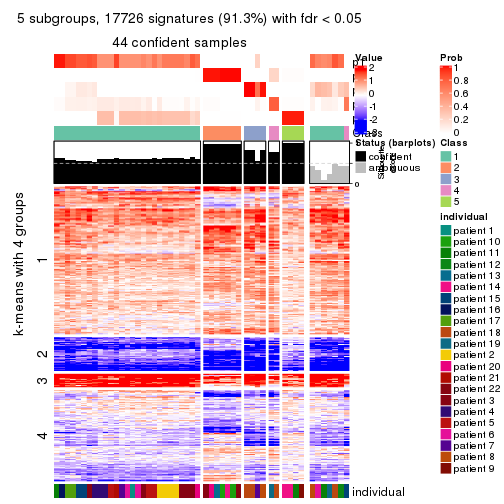 5 subgroups, 17726 signatures (91.3%) with fdr < 0.05
44 confident samples
k-means with 4 groups
1
2
3
4
Class
individual
Value
2
1
0
-1
-2
Status (barplots)
confident
ambiguous
0
Prob
1
0.8
0.6
0.4
0.2
0
Class
1
2
3
4
5
individual
patient 1
patient 10
patient 11
patient 12
patient 13
patient 14
patient 15
patient 16
patient 17
patient 18
patient 19
patient 2
patient 20
patient 21
patient 22
patient 3
patient 4
patient 5
patient 6
patient 7
patient 8
patient 9